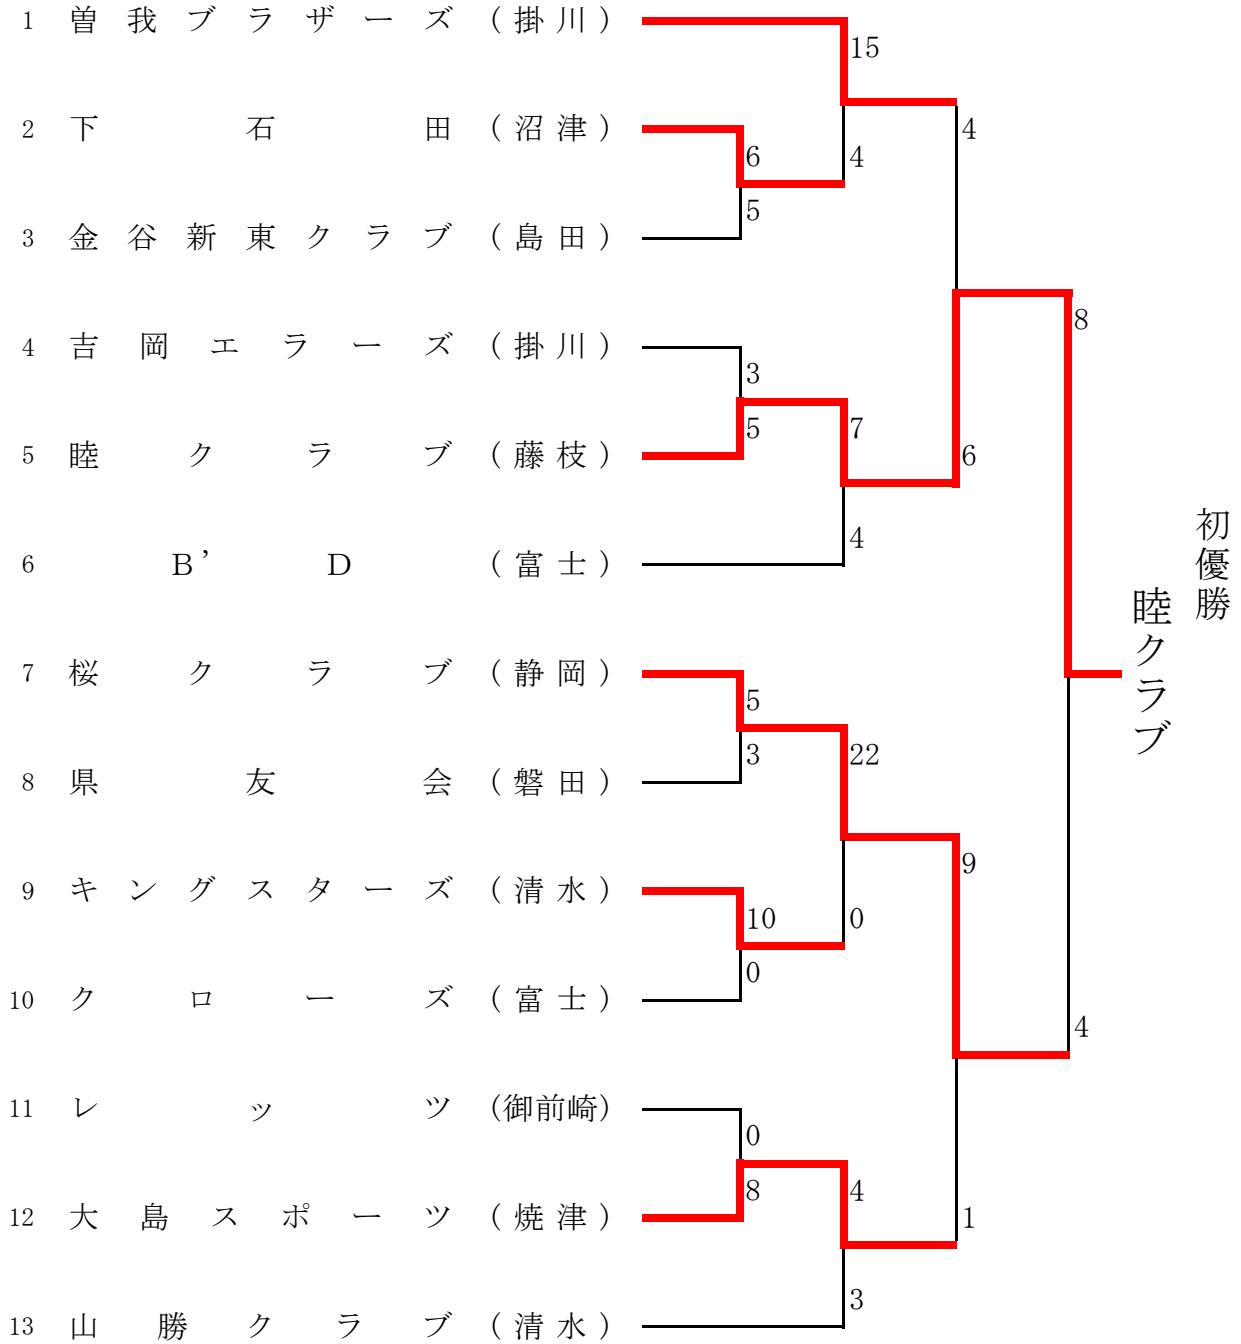 1 曽我ブラザーズ (掛川)
15
2 下石田 (沼津)
4
6
4
5
3 金谷新東クラブ (島田)
8
4 吉岡エラーズ (掛川)
3
5
7
5 睦クラブ (藤枝)
6
4
6 B’D (富士)
初優勝
睦クラブ
7 桜クラブ (静岡)
5
3
22
8 県友会 (磐田)
9
9 キングスターズ (清水)
10
0
0
10 クローズ (富士)
4
11 レッツ (御前崎)
0
8
4
12 大島スポーツ (焼津)
1
3
13 山勝クラブ (清水)